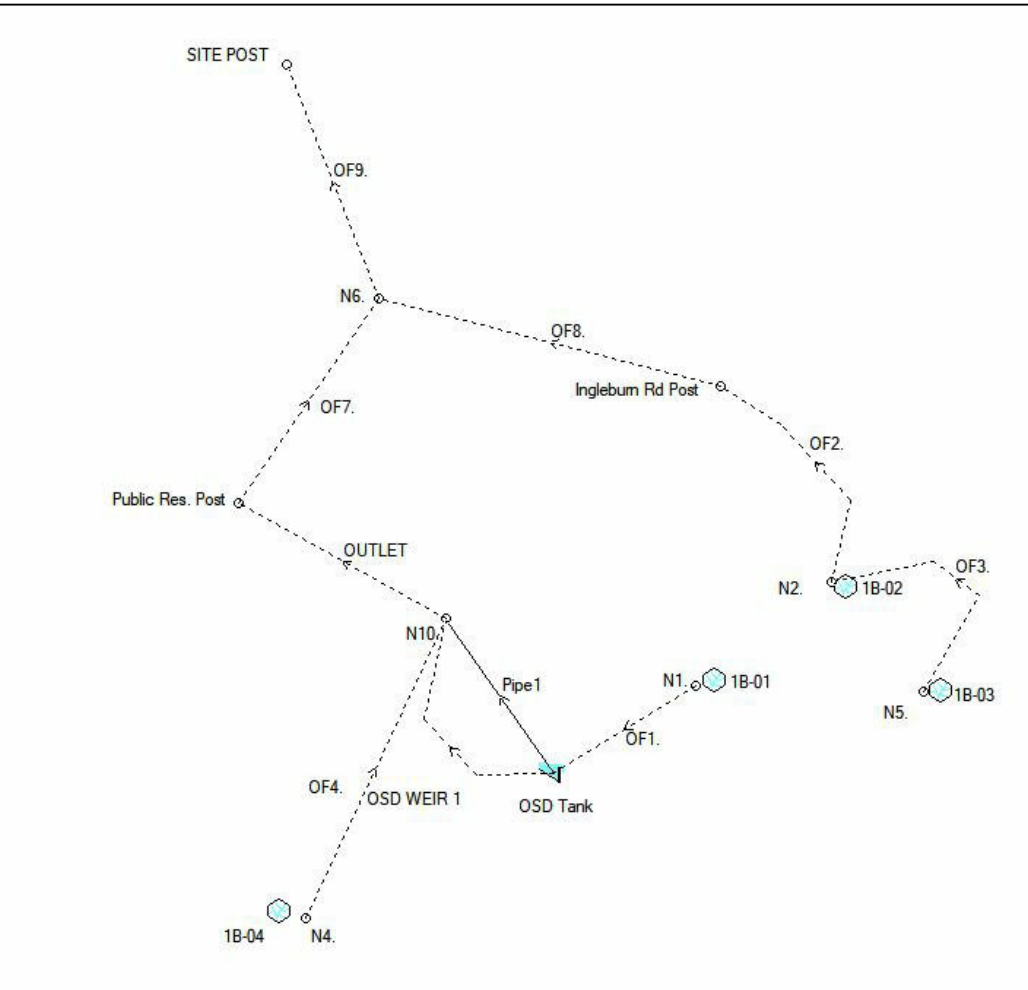 SITE POST
OF9.
N6.
OF8.
Ingleburn Rd Post
OF7.
OF2.
Public Res. Post
OUTLET
OF3.
N2.
1B-02
N10.
Pipe1
N1.
1B-01
1B-03
N5.
OF1.
OF4.
OSD WEIR 1
OSD Tank
1B-04
N4.